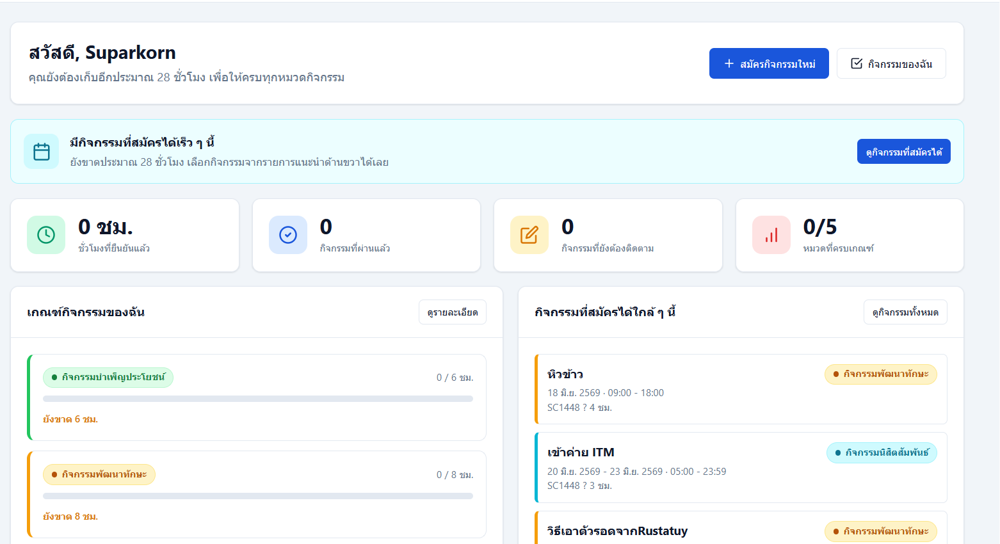 สวัสดี, Suparkorn
คุณยังต้องเก็บอีกประมาณ 28 ชั่วโมง เพื่อให้ครบทุกหมวดกิจกรรม
+ สมัครกิจกรรมใหม่
กิจกรรมของฉัน
มีกิจกรรมที่สมัครได้เร็ว ๆ นี้
ยังขาดประมาณ 28 ชั่วโมง เลือกกิจกรรมจากรายการแนะนำด้านขวาได้เลย
ดูกิจกรรมที่สมัครได้
0 ชม.
ชั่วโมงที่ยืนยันแล้ว
0
กิจกรรมที่ผ่านแล้ว
0
กิจกรรมที่ยังต้องติดตาม
0/5
หมวดที่ครบเกณฑ์
เกณฑ์กิจกรรมของฉัน
ดูรายละเอียด
กิจกรรมบำเพ็ญประโยชน์
0 / 6 ชม.
ยังขาด 6 ชม.
กิจกรรมพัฒนาทักษะ
0 / 8 ชม.
ยังขาด 8 ชม.
กิจกรรมที่สมัครได้ใกล้ ๆ นี้
ดูกิจกรรมทั้งหมด
หิวข้าว
กิจกรรมพัฒนาทักษะ
18 มิ.ย. 2569 · 09:00 - 18:00
SC1448 ? 4 ชม.
เข้าค่าย ITM
กิจกรรมนิสิตสัมพันธ์
20 มิ.ย. 2569 - 23 มิ.ย. 2569 · 05:00 - 23:59
SC1448 ? 3 ชม.
วิธีเอาตัวรอดจากRustatuy
กิจกรรมพัฒนาทักษะ